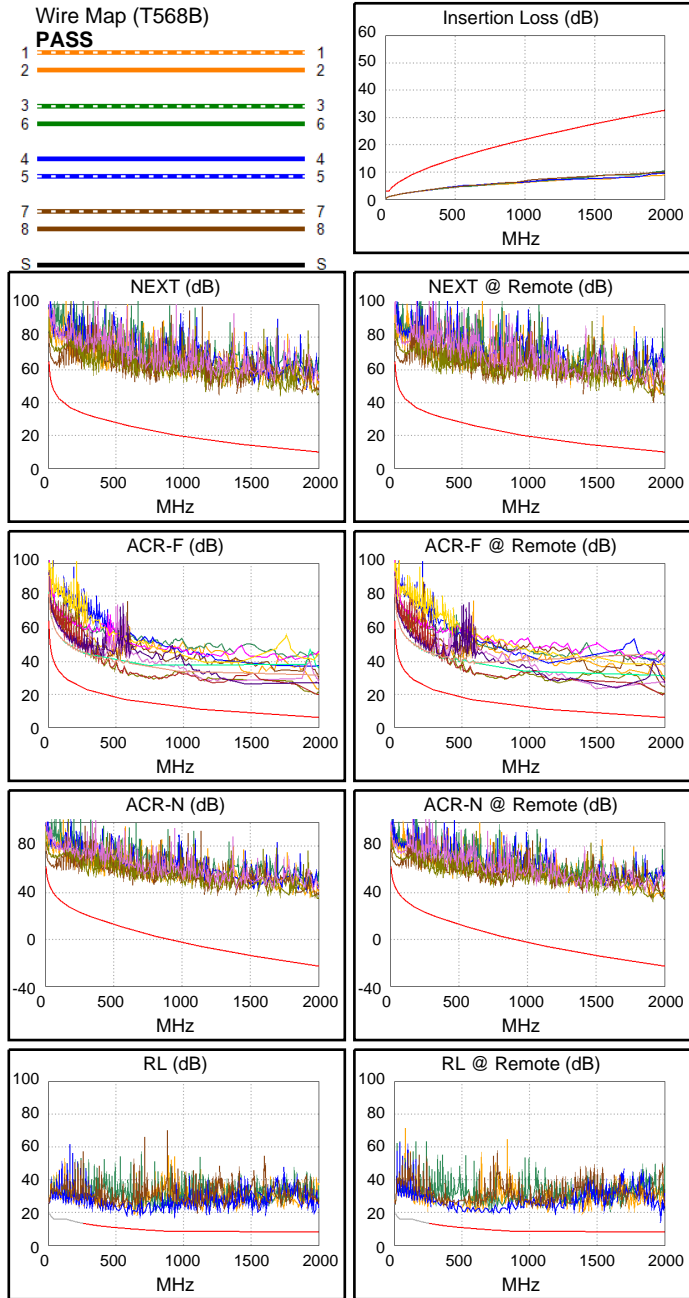 Wire Map (T568B)
PASS
1 1
2 2
3 3
6 6
4 4
5 5
7 7
8 8
S S
Insertion Loss (dB)
60
50
40
30
20
10
0
0 500 1000 1500 2000
MHz
NEXT (dB)
100
80
60
40
20
0
0 500 1000 1500 2000
MHz
NEXT @ Remote (dB)
100
80
60
40
20
0
0 500 1000 1500 2000
MHz
ACR-F (dB)
100
80
60
40
20
0
0 500 1000 1500 2000
MHz
ACR-F @ Remote (dB)
100
80
60
40
20
0
0 500 1000 1500 2000
MHz
ACR-N (dB)
80
40
0
-40
0 500 1000 1500 2000
MHz
ACR-N @ Remote (dB)
80
40
0
-40
0 500 1000 1500 2000
MHz
RL (dB)
100
80
60
40
20
0
0 500 1000 1500 2000
MHz
RL @ Remote (dB)
100
80
60
40
20
0
0 500 1000 1500 2000
MHz